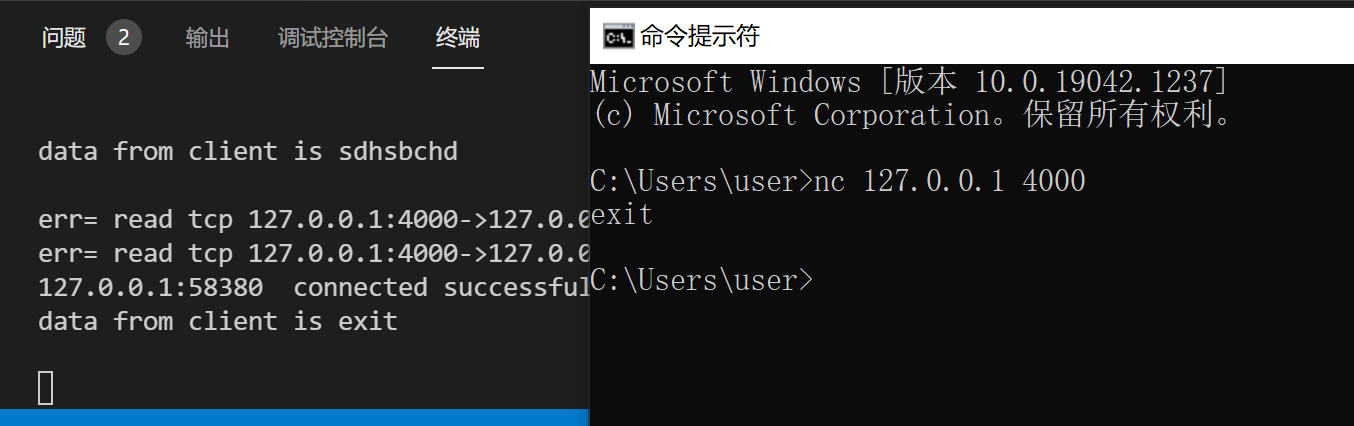 问题 2 输出 调试控制台 终端
data from client is sdhsbchd
err= read tcp 127.0.0.1:4000->127.0.0
err= read tcp 127.0.0.1:4000->127.0.0
127.0.0.1:58380 connected successful
data from client is exit
命令提示符
Microsoft Windows [版本 10.0.19042.1237]
(c) Microsoft Corporation。保留所有权利。
C:\Users\user>nc 127.0.0.1 4000
exit
C:\Users\user>